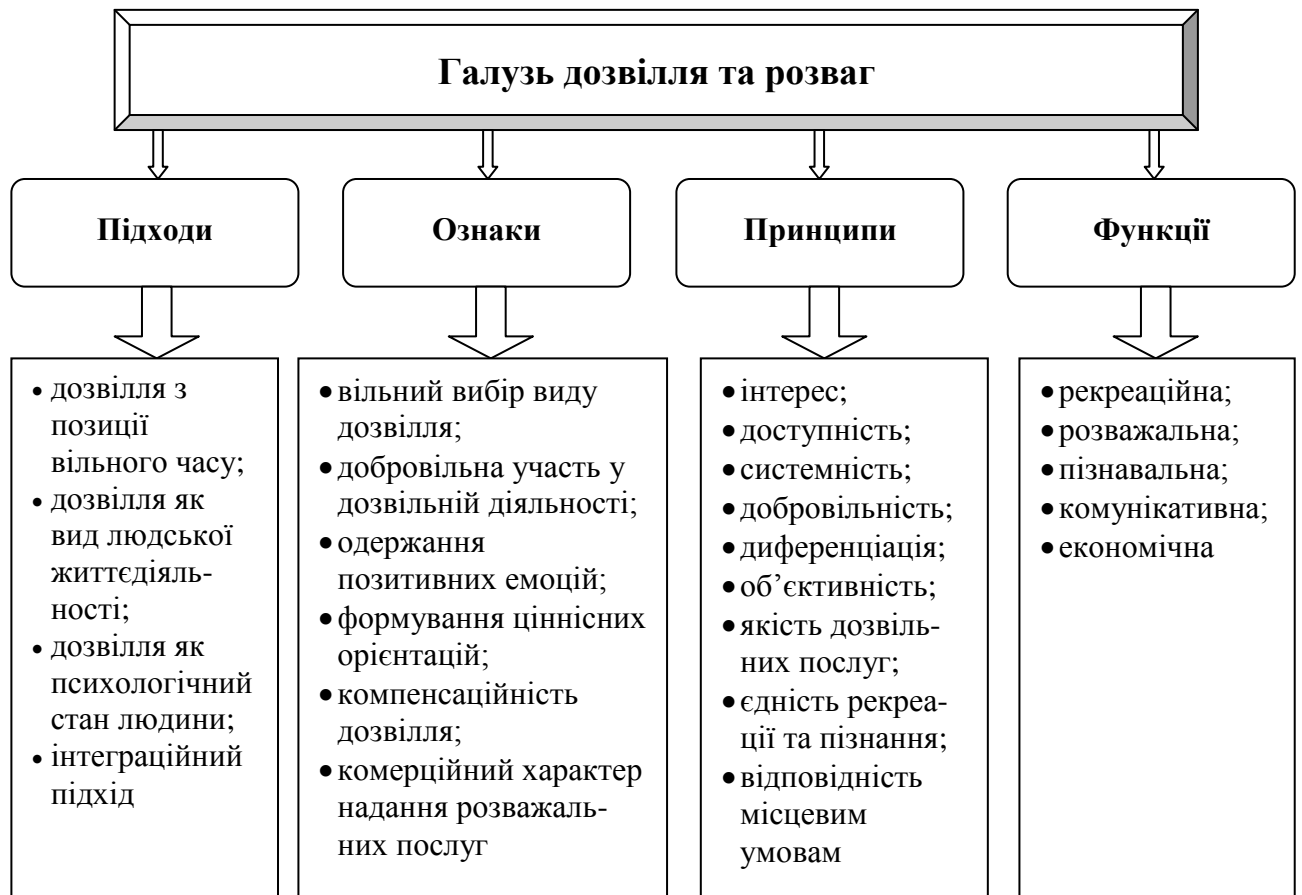 Галузь дозвілля та розваг
Підходи
Ознаки
Принципи
Функції
• дозвілля з
позиції
вільного часу;
• дозвілля як
вид людської
життєдіяль-
ності;
• дозвілля як
психологічний
стан людини;
• інтеграційний
підхід
• вільний вибір виду
дозвілля;
• добровільна участь у
дозвільній діяльності;
• одержання
позитивних емоцій;
• формування ціннісних
орієнтацій;
• компенсаційність
дозвілля;
• комерційний характер
надання розважаль-
них послуг
• інтерес;
• доступність;
• системність;
• добровільність;
• диференціація;
• об’єктивність;
• якість дозвіль-
них послуг;
• єдність рекреа-
ції та пізнання;
• відповідність
місцевим
умовам
• рекреаційна;
• розважальна;
• пізнавальна;
• комунікативна;
• економічна